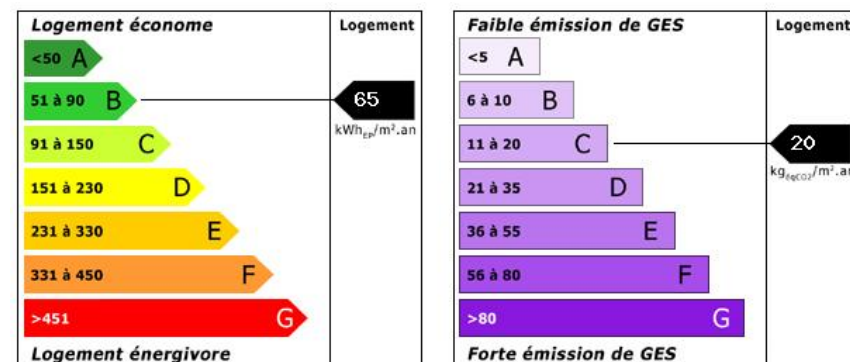 Logement économe
Logement
<50 A
51 à 90 B
65
kWhEP/m².an
91 à 150 C
151 à 230 D
231 à 330 E
331 à 450 F
>451 G
Logement énergivore
Faible émission de GES
Logement
<5 A
6 à 10 B
11 à 20 C
20
kgéqCO2/m².an
21 à 35 D
36 à 55 E
56 à 80 F
>80 G
Forte émission de GES